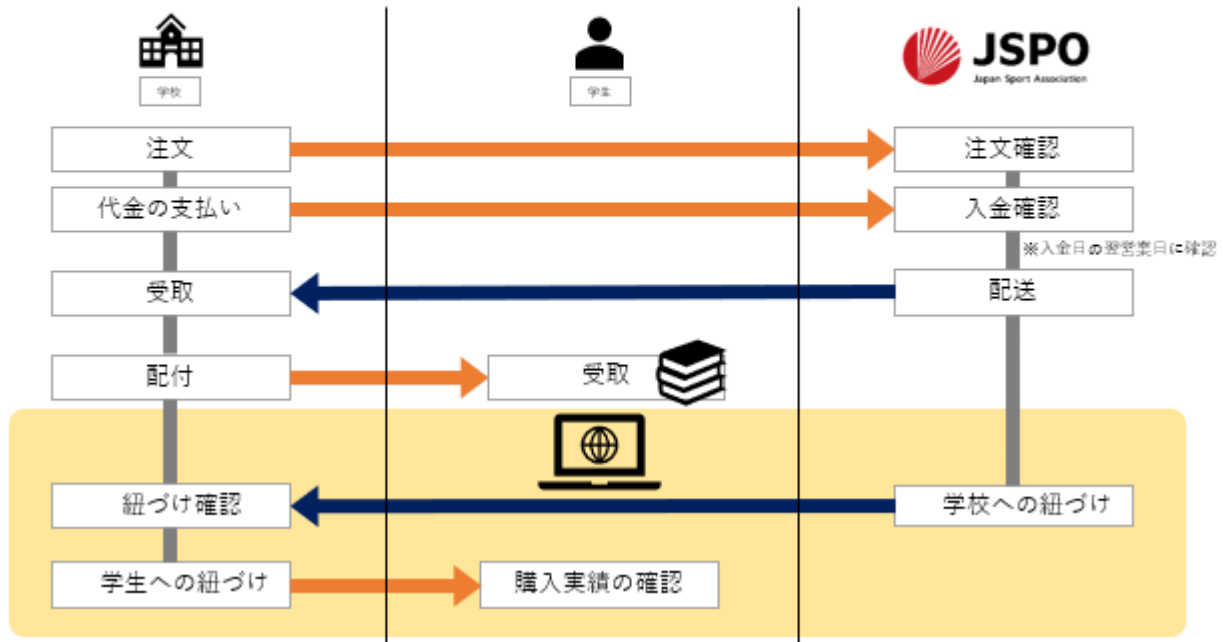 JSPO
Japan Sport Association
学校
学生
注文
注文確認
代金の支払い
入金確認
※入金日の翌営業日に確認
受取
配送
配付
受取
紐づけ確認
学校への紐づけ
学生への紐づけ
購入実績の確認